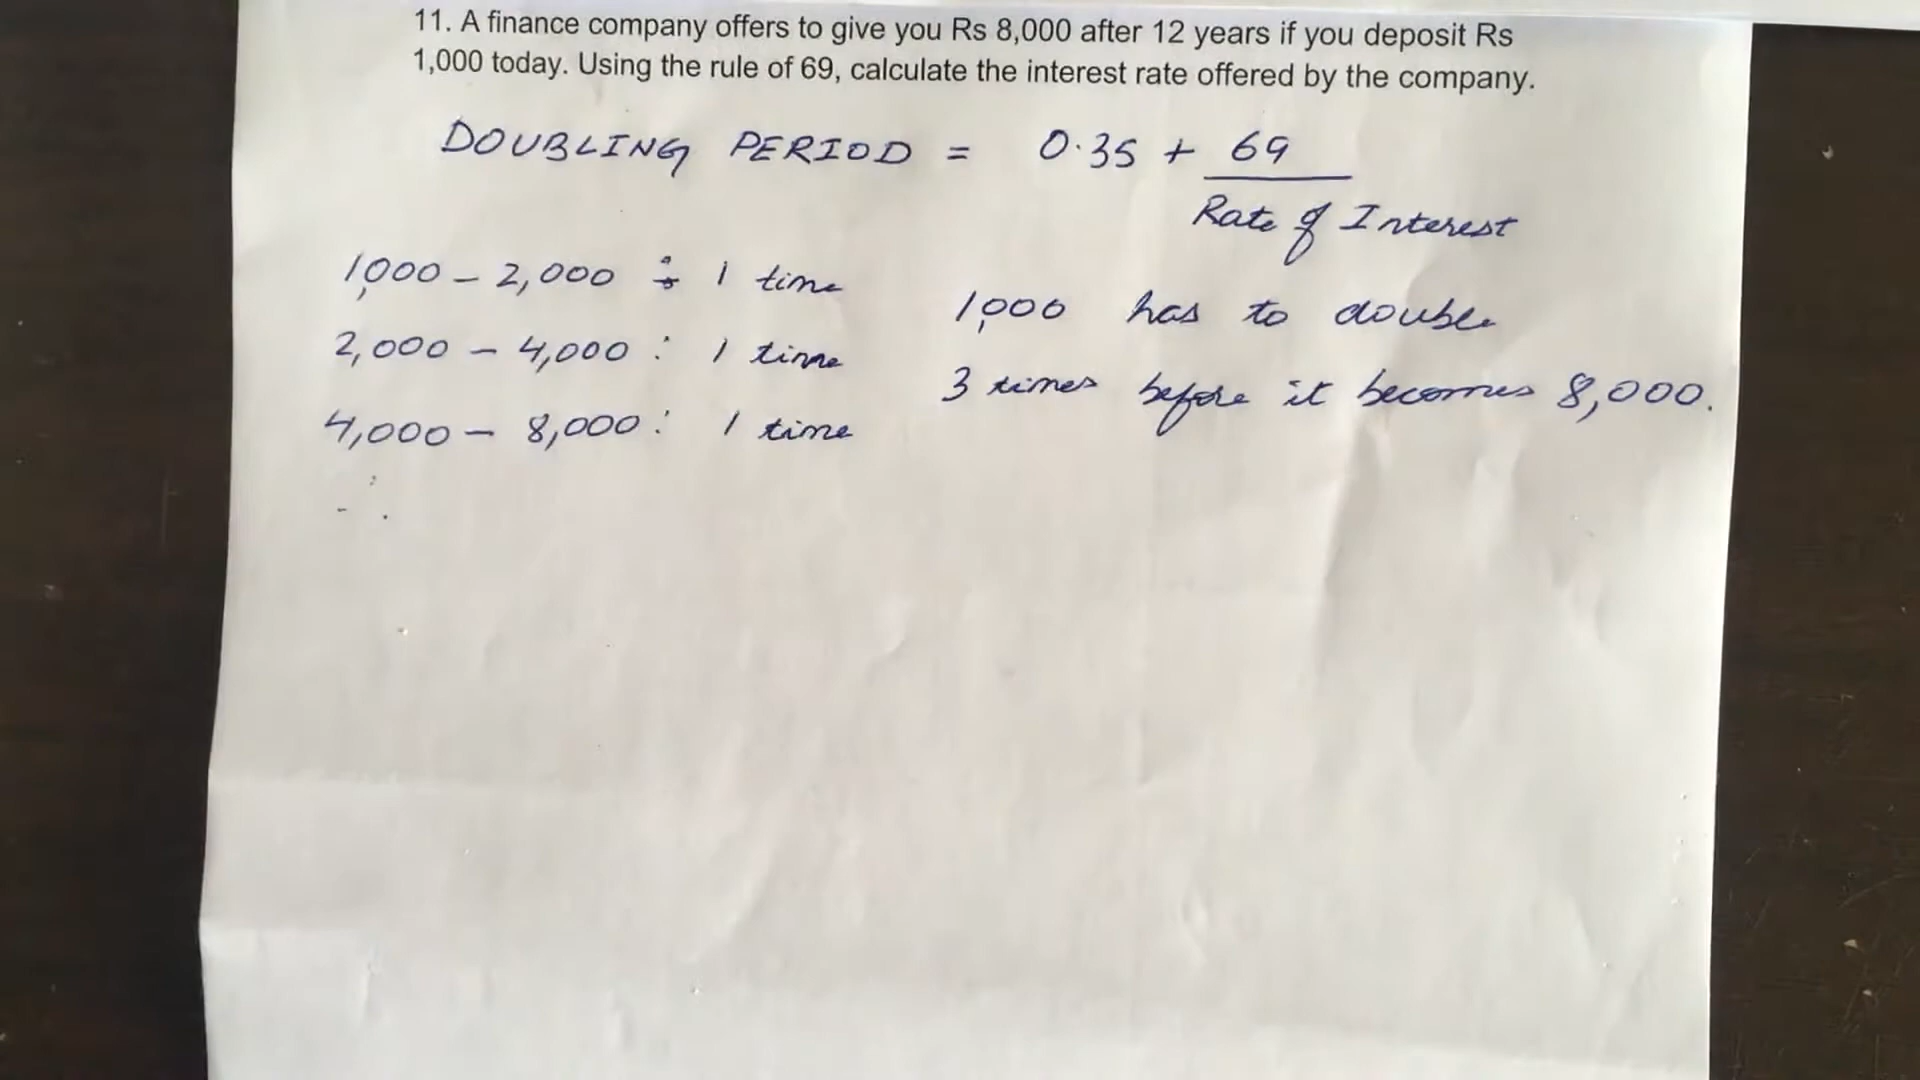 11. A finance company offers to give you Rs 8,000 after 12 years if you deposit Rs
1,000 today. Using the rule of 69, calculate the interest rate offered by the company.
DOUBLING PERIOD = 0.35 + 69
Rate of Interest
1,000 - 2,000 : 1 time
2,000 - 4,000 : 1 time
4,000 - 8,000 : 1 time
1,000 has to double
3 times before it becomes 8,000.